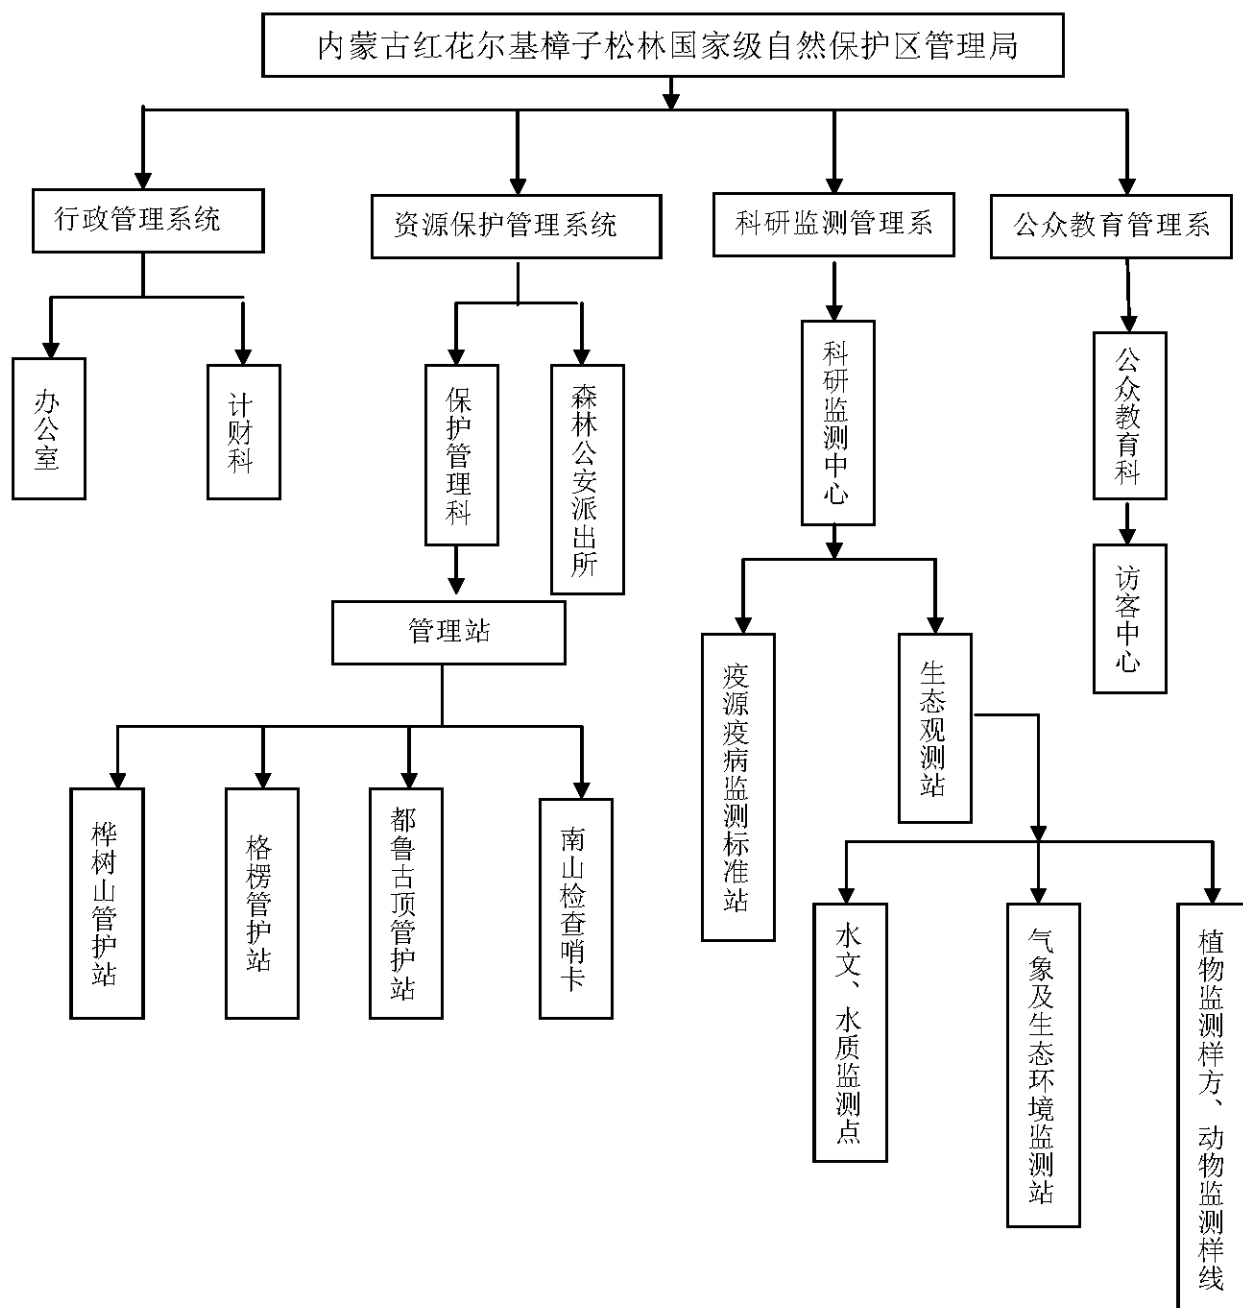 内蒙古红花尔基樟子松林国家级自然保护区管理局
行政管理系统
资源保护管理系统
科研监测管理系
公众教育管理系
办公室
计财科
保护管理科
森林公安派出所
科研监测中心
公众教育科
访客中心
管理站
疫源疫病监测标准站
生态观测站
桦树山管护站
格楞管护站
都鲁古顶管护站
南山检查哨卡
水文、水质监测点
气象及生态环境监测站
植物监测样方、动物监测样线